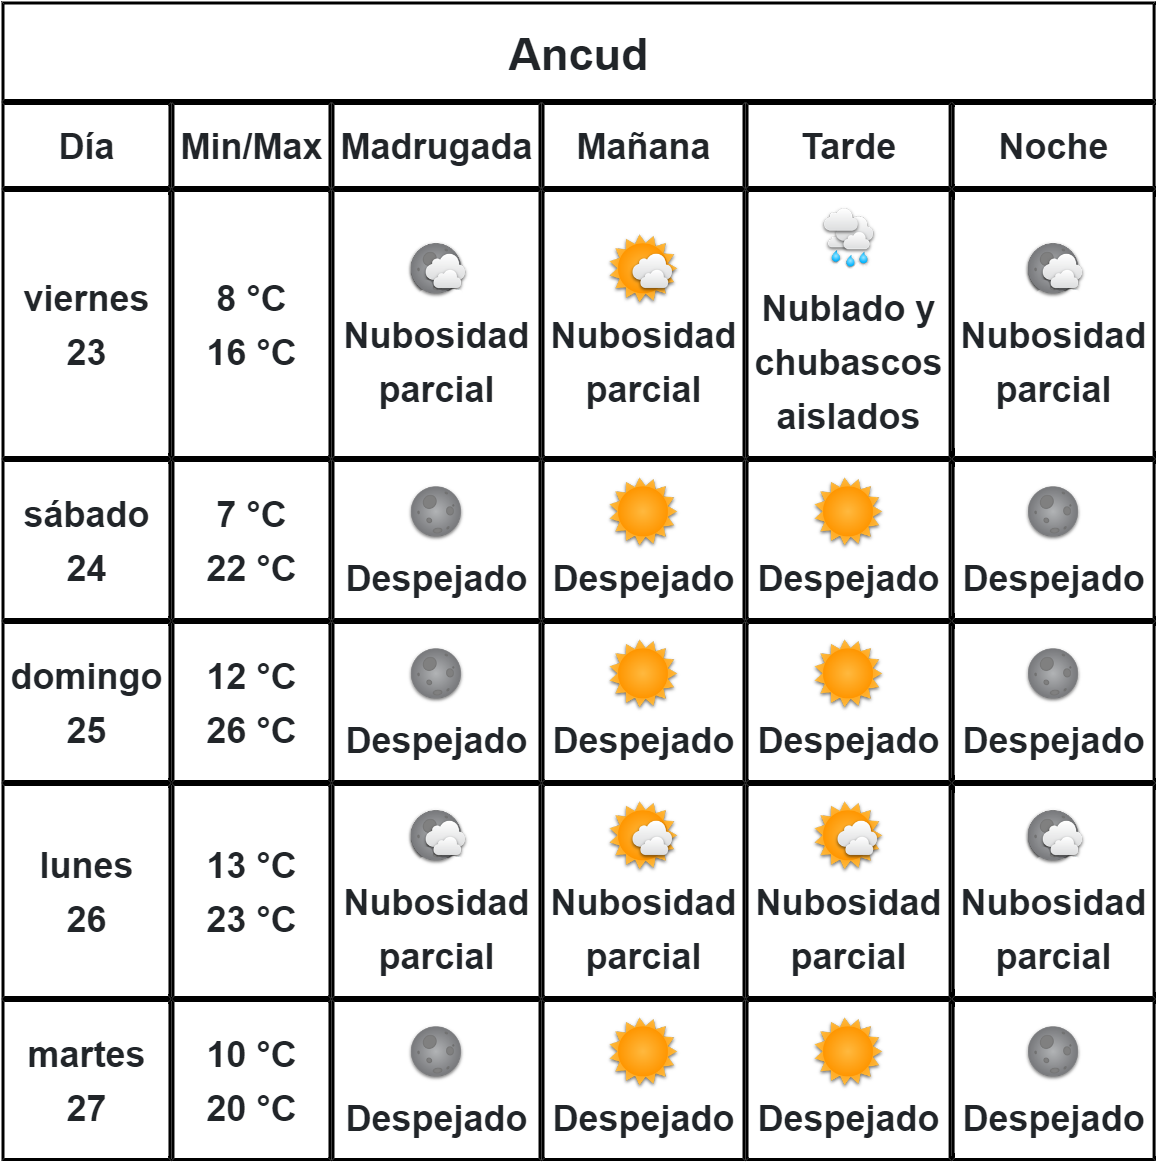 Ancud
Día Min/Max Madrugada Mañana Tarde Noche
viernes
23
8 °C
16 °C
Nubosidad
parcial
Nubosidad
parcial
Nublado y
chubascos
aislados
Nubosidad
parcial
sábado
24
7 °C
22 °C
Despejado
Despejado
Despejado
Despejado
domingo
25
12 °C
26 °C
Despejado
Despejado
Despejado
Despejado
lunes
26
13 °C
23 °C
Nubosidad
parcial
Nubosidad
parcial
Nubosidad
parcial
Nubosidad
parcial
martes
27
10 °C
20 °C
Despejado
Despejado
Despejado
Despejado